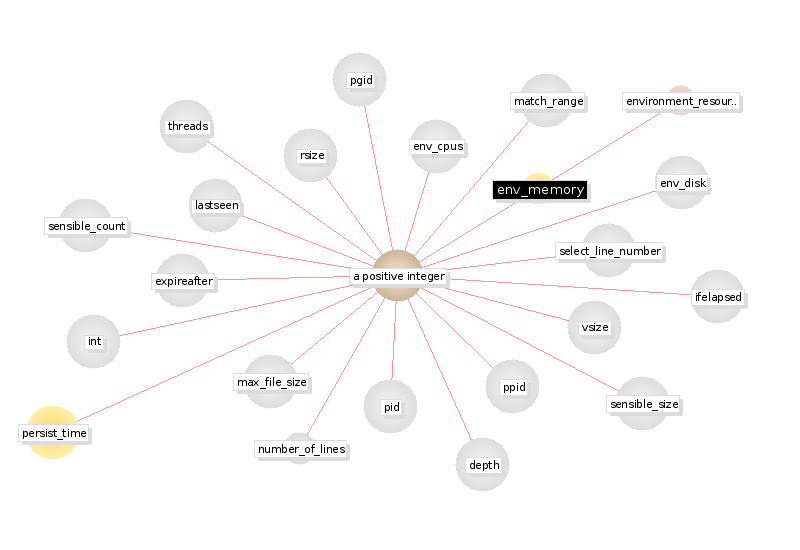 pgid
match_range
environment_resour..
threads
env_cpus
rsize
env_memory
env_disk
lastseen
sensible_count
select_line_number
a positive integer
expireafter
ifelapsed
vsize
int
max_file_size
ppid
pid
sensible_size
persist_time
number_of_lines
depth